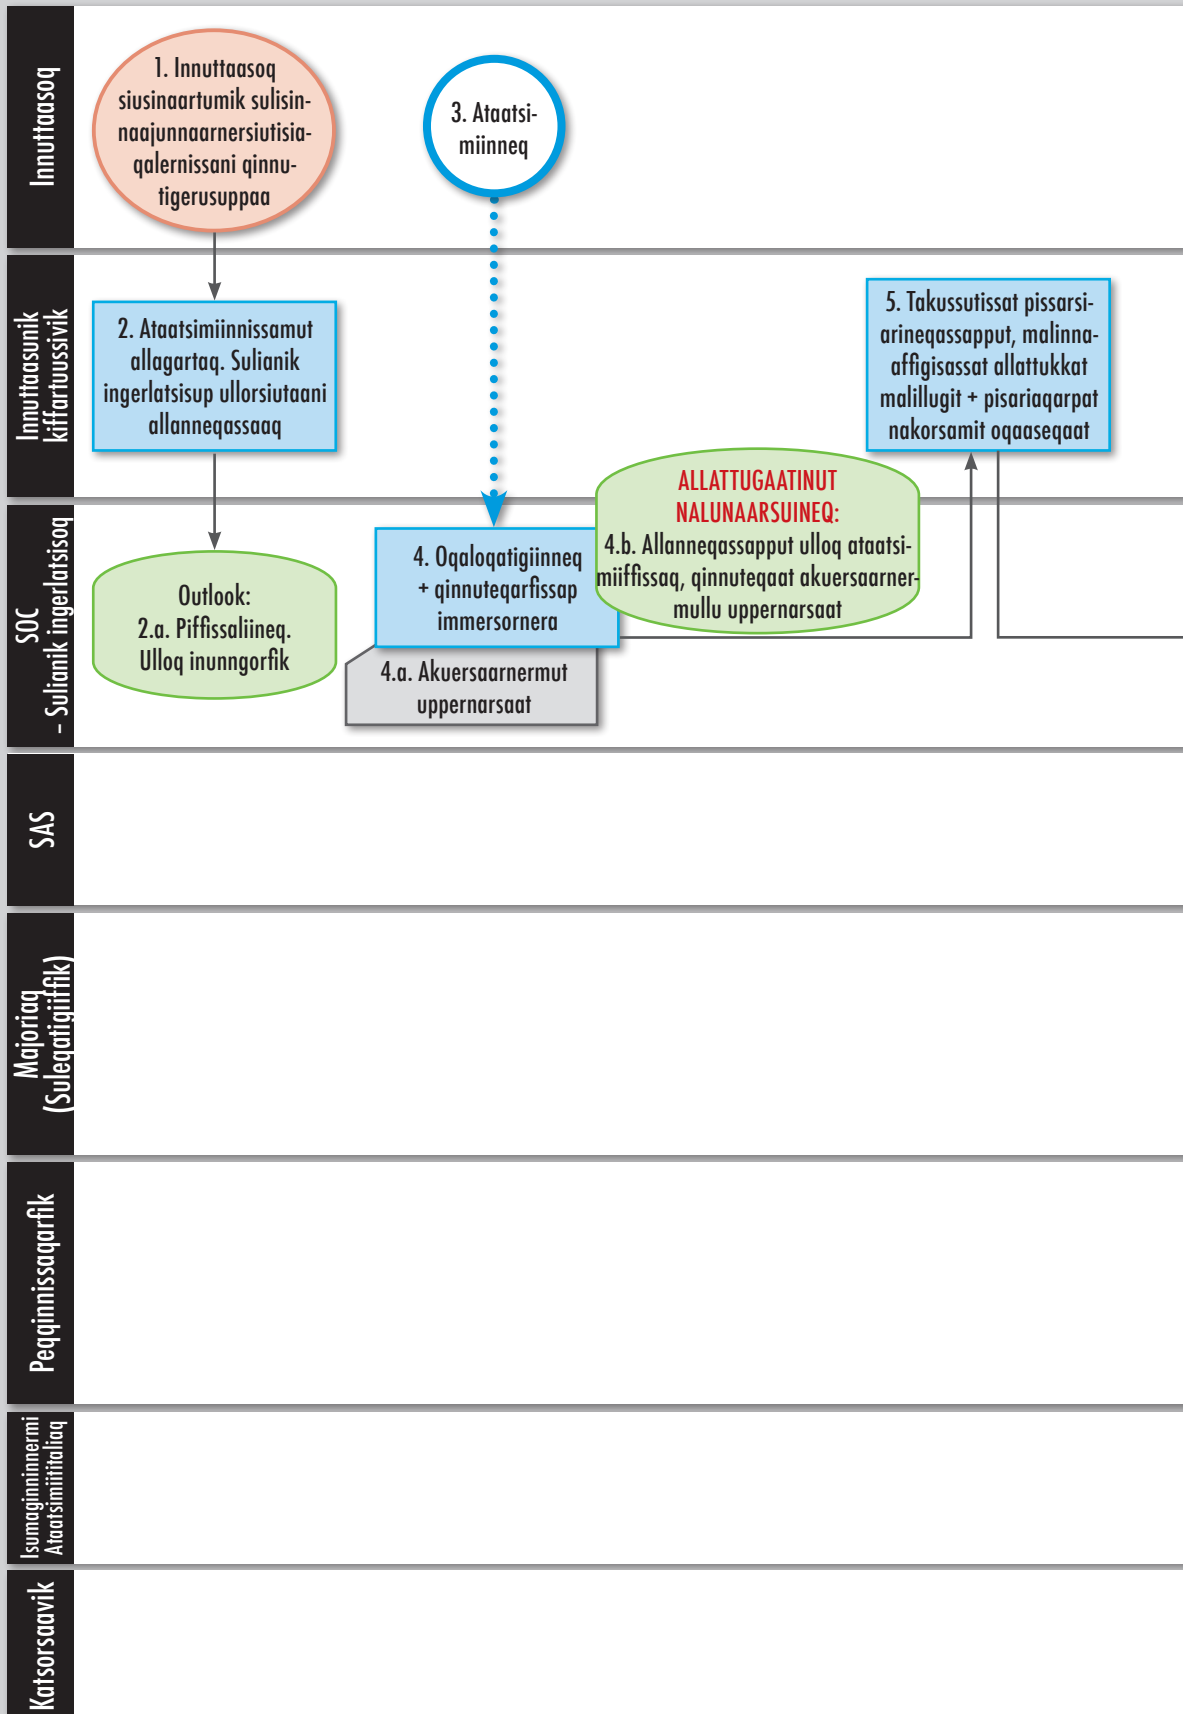 Innuttaasoq
1. Innuttaasoq
siusinaartumik sulisin-
naajunnaarnersiutisia-
qalernissani qinnu-
tigerusuppaa
3. Ataatsi-
miinneq
Innuttaasunik
kiffartuussivik
2. Ataatsimiinnissamut
allagartaq. Sulianik
ingerlatsisup ullorsiutaani
allanneqassaaq
5. Takussutissat pissarsi-
arineqassapput, malinna-
affigisassat allattukkat
malillugit + pisariaqarpat
nakorsamit oqaaseqaat
SOC
– Sulianik ingerlatsisoq
Outlook:
2.a. Piffissaliineq.
Ulloq inunngorfik
4. Oqaloqatigiinneq
+ qinnuteqarfissap
immersornera
4.a. Akuersaarnermut
uppernarsaat
ALLATTUGAATINUT
NALUNAARSUINEQ:
4.b. Allanneqassapput ulloq ataatsi-
miiffissaq, qinnuteqaat akuersaarner-
mullu uppernarsaat
SAS
Majoriaq
(Suleqatigiiffik)
Peqqinnissaqarfik
Isumaginninnermi
Ataatsimiititaliaq
Katsorsaavik